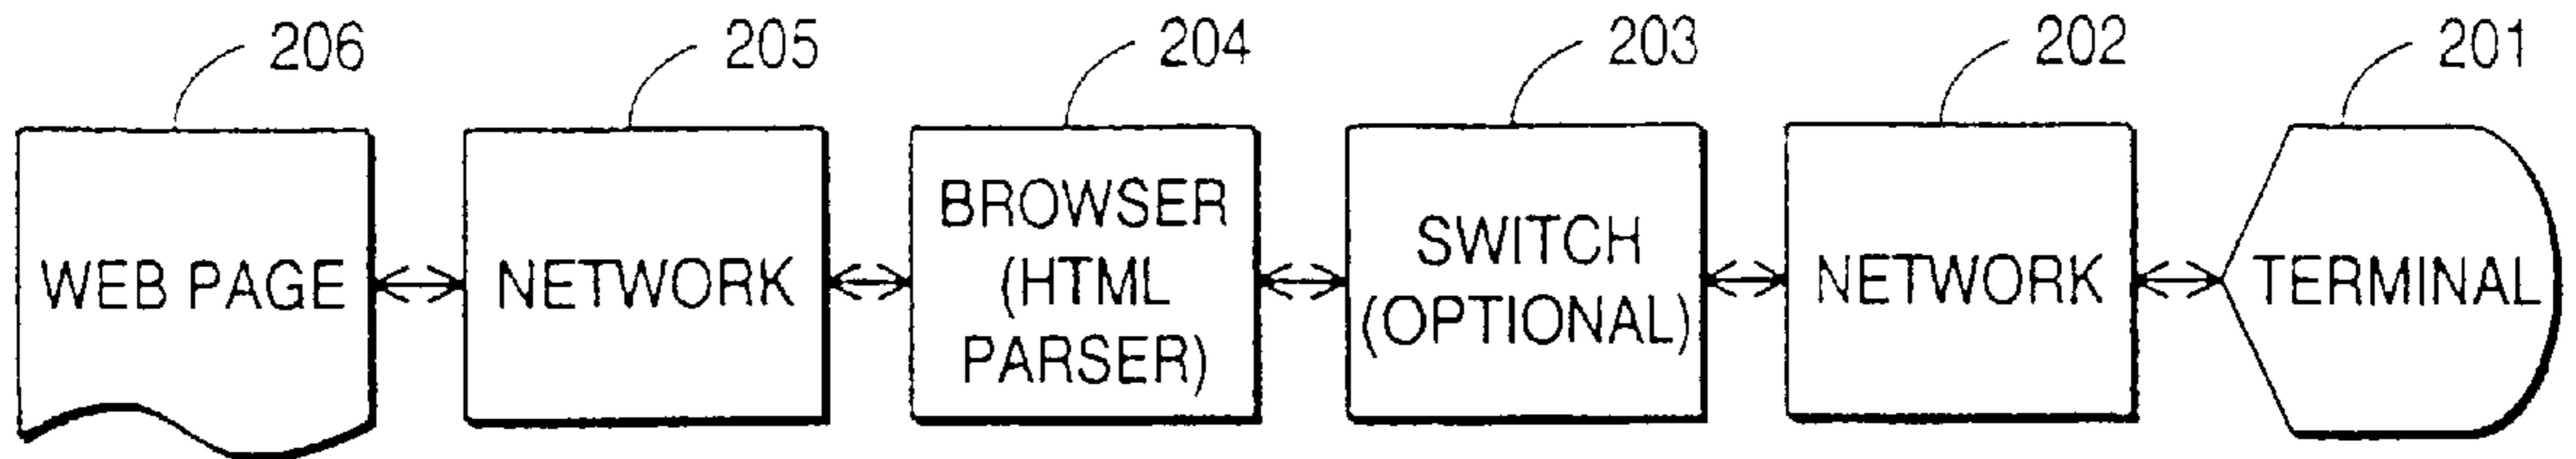 206
205
204
203
202
201
WEB PAGE
NETWORK
BROWSER
(HTML
PARSER)
SWITCH
(OPTIONAL)
NETWORK
TERMINAL